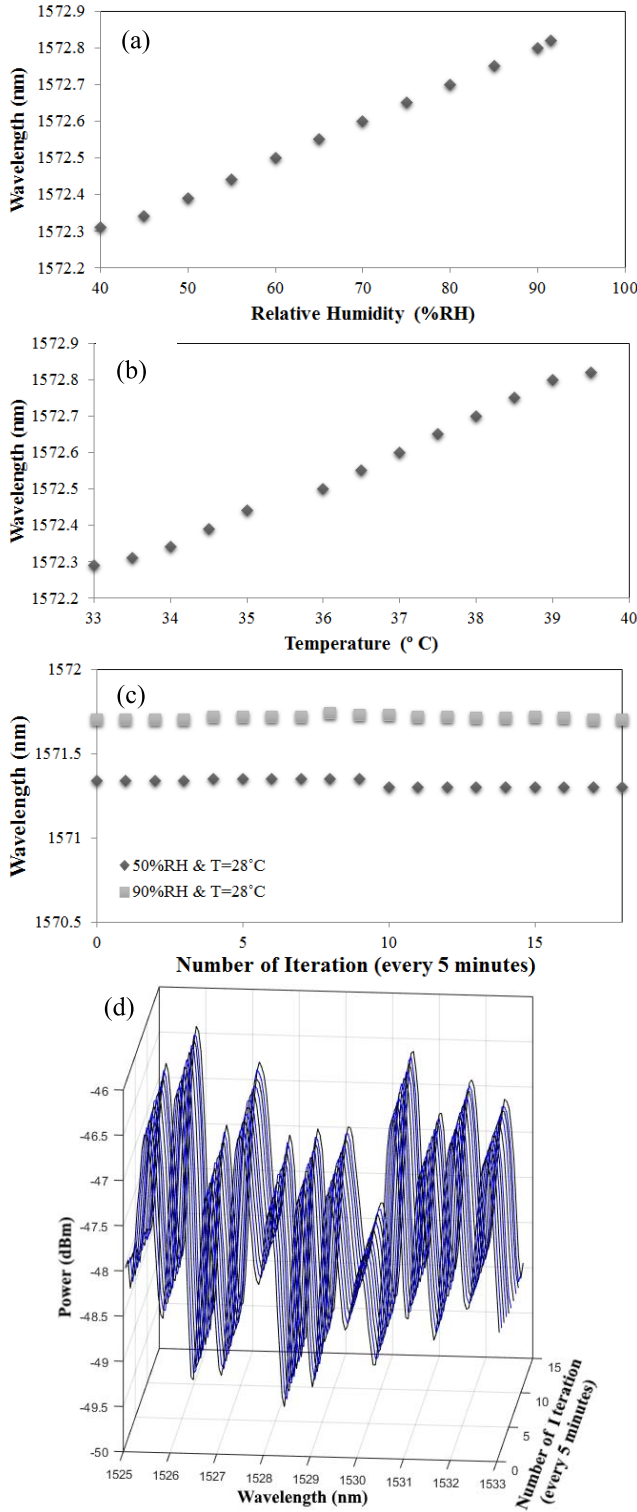 (a)
1572.9
1572.8
1572.7
1572.6
1572.5
1572.4
1572.3
1572.2
Wavelength (nm)
40 50 60 70 80 90 100
Relative Humidity (%RH)
(b)
1572.9
1572.8
1572.7
1572.6
1572.5
1572.4
1572.3
1572.2
Wavelength (nm)
33 34 35 36 37 38 39 40
Temperature (º C)
(c)
1572
1571.5
1571
1570.5
Wavelength (nm)
50%RH & T=28˚C
90%RH & T=28˚C
0 5 10 15
Number of Iteration (every 5 minutes)
(d)
-46
-46.5
-47
-47.5
-48
-48.5
-49
-49.5
-50
Power (dBm)
1525 1526 1527 1528 1529 1530 1531 1532 1533
Wavelength (nm)
15
10
5
0
Number of I teration
(every 5 minutes)